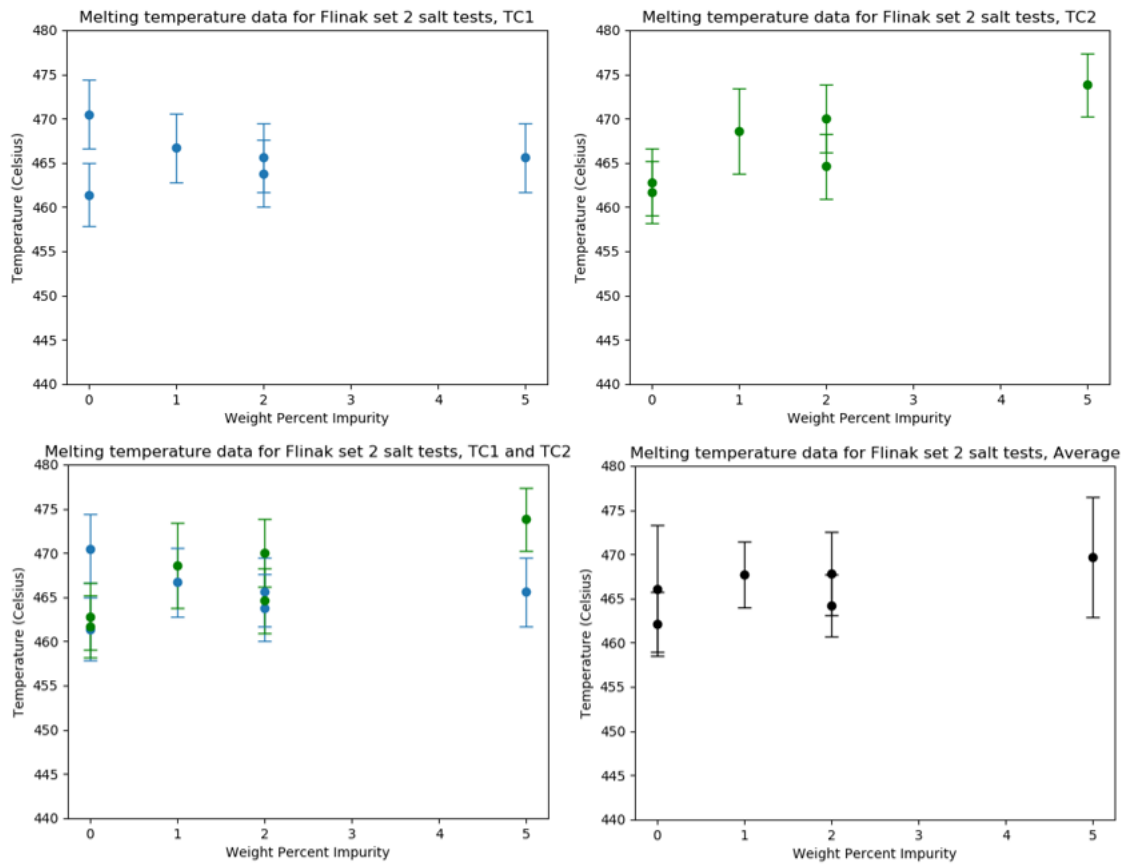 Melting temperature data for Flinak set 2 salt tests, TC1
480
475
470
465
460
455
450
445
440
Temperature (Celsius)
0 1 2 3 4 5
Weight Percent Impurity
Melting temperature data for Flinak set 2 salt tests, TC2
480
475
470
465
460
455
450
445
440
Temperature (Celsius)
0 1 2 3 4 5
Weight Percent Impurity
Melting temperature data for Flinak set 2 salt tests, TC1 and TC2
480
475
470
465
460
455
450
445
440
Temperature (Celsius)
0 1 2 3 4 5
Weight Percent Impurity
Melting temperature data for Flinak set 2 salt tests, Average
480
475
470
465
460
455
450
445
440
Temperature (Celsius)
0 1 2 3 4 5
Weight Percent Impurity